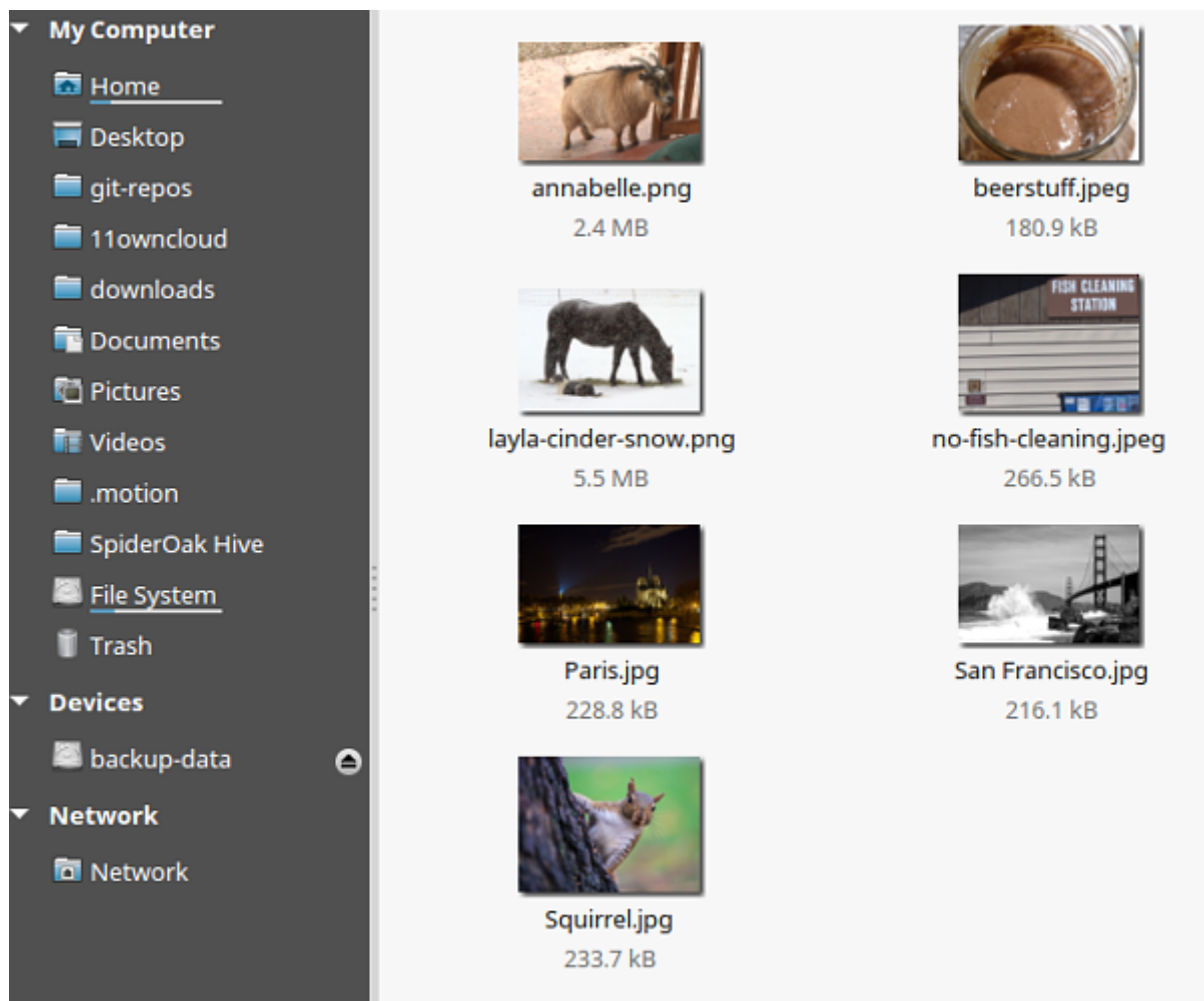 My Computer
Home
Desktop
git-repos
11owncloud
downloads
Documents
Pictures
Videos
.motion
SpiderOak Hive
File System
Trash
Devices
backup-data
Network
Network
annabelle.png
2.4 MB
beerstuff.jpeg
180.9 kB
FISH CLEANING
STATION
layla-cinder-snow.png
5.5 MB
no-fish-cleaning.jpeg
266.5 kB
Paris.jpg
228.8 kB
San Francisco.jpg
216.1 kB
Squirrel.jpg
233.7 kB